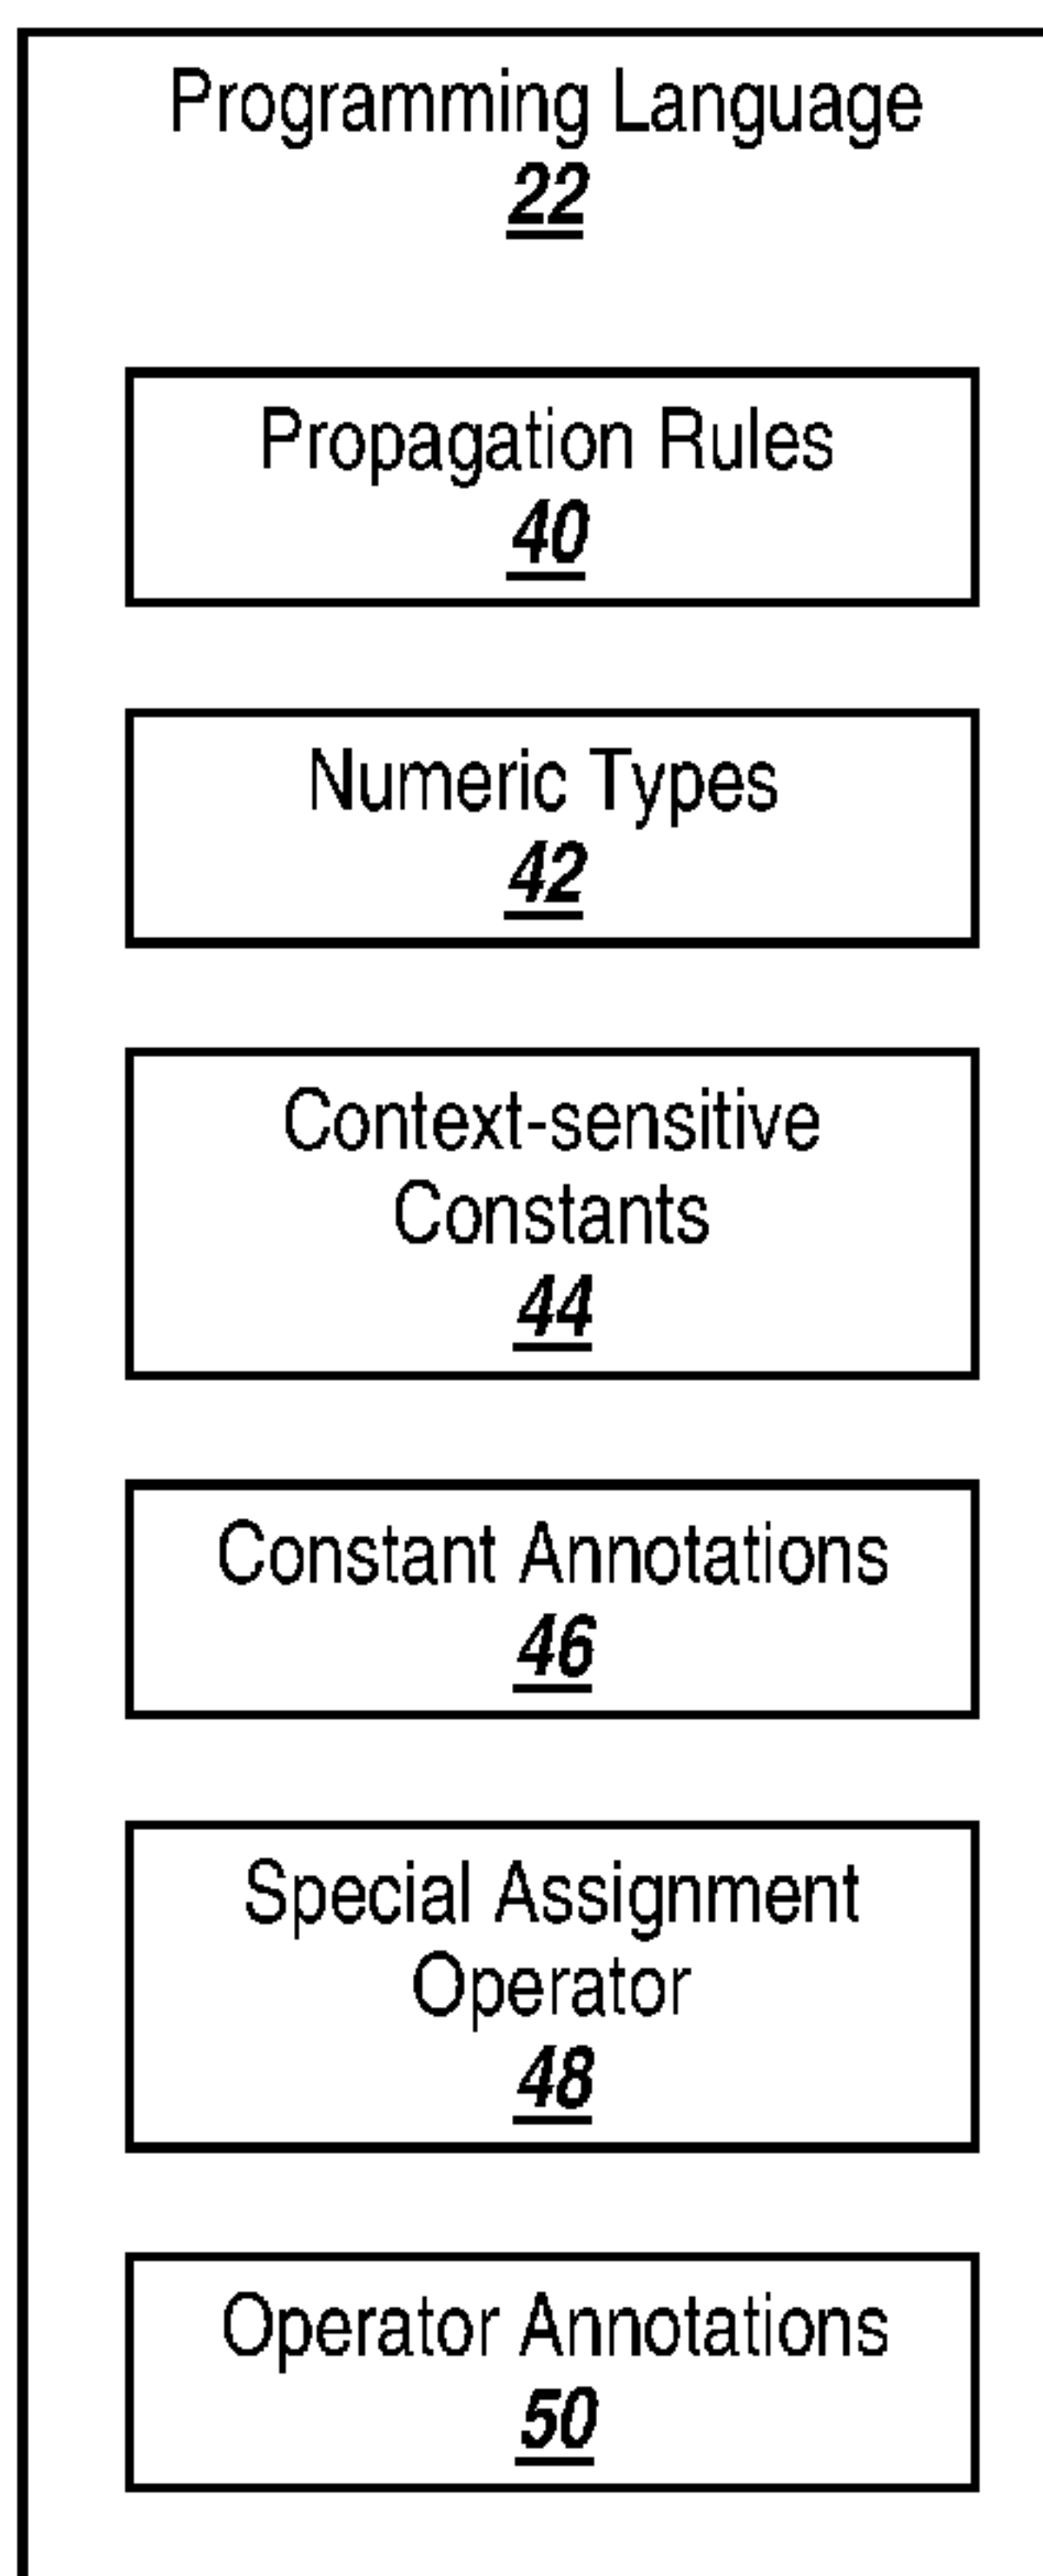 Programming Language
22
Propagation Rules
40
Numeric Types
42
Context-sensitive
Constants
44
Constant Annotations
46
Special Assignment
Operator
48
Operator Annotations
50